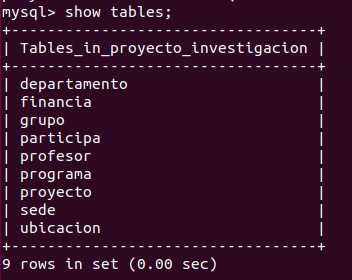 mysql> show tables;
+----------------------------------+
| Tables_in_proyecto_investigacion |
+----------------------------------+
| departamento                     |
| financia                         |
| grupo                            |
| participa                        |
| profesor                         |
| programa                         |
| proyecto                         |
| sede                             |
| ubicacion                        |
+----------------------------------+
9 rows in set (0.00 sec)